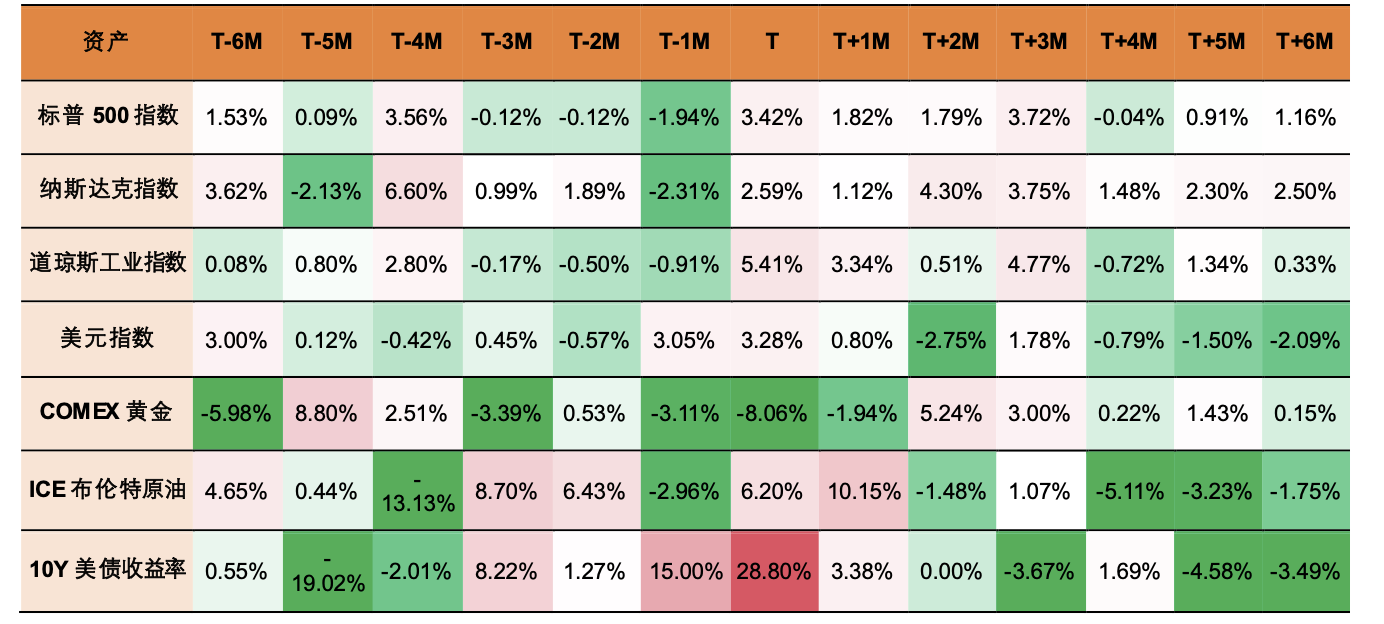 资产 T-6M T-5M T-4M T-3M T-2M T-1M T T+1M T+2M T+3M T+4M T+5M T+6M
标普 500 指数 1.53% 0.09% 3.56% -0.12% -0.12% -1.94% 3.42% 1.82% 1.79% 3.72% -0.04% 0.91% 1.16%
纳斯达克指数 3.62% -2.13% 6.60% 0.99% 1.89% -2.31% 2.59% 1.12% 4.30% 3.75% 1.48% 2.30% 2.50%
道琼斯工业指数 0.08% 0.80% 2.80% -0.17% -0.50% -0.91% 5.41% 3.34% 0.51% 4.77% -0.72% 1.34% 0.33%
美元指数 3.00% 0.12% -0.42% 0.45% -0.57% 3.05% 3.28% 0.80% -2.75% 1.78% -0.79% -1.50% -2.09%
COMEX 黄金 -5.98% 8.80% 2.51% -3.39% 0.53% -3.11% -8.06% -1.94% 5.24% 3.00% 0.22% 1.43% 0.15%
ICE 布伦特原油 4.65% 0.44% -13.13% 8.70% 6.43% -2.96% 6.20% 10.15% -1.48% 1.07% -5.11% -3.23% -1.75%
10Y 美债收益率 0.55% -19.02% -2.01% 8.22% 1.27% 15.00% 28.80% 3.38% 0.00% -3.67% 1.69% -4.58% -3.49%